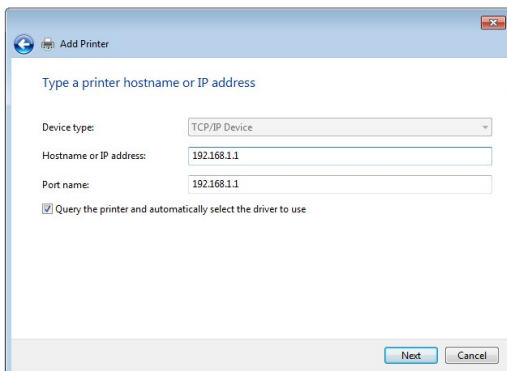 Add Printer
Type a printer hostname or IP address
Device type: TCP/IP Device
Hostname or IP address: 192.168.1.1
Port name: 192.168.1.1
Query the printer and automatically select the driver to use
Next Cancel